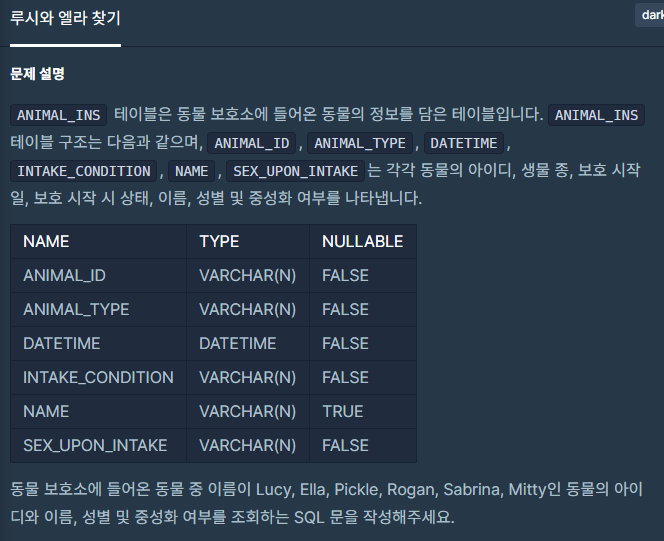 루시와 엘라 찾기
dark
문제 설명
ANIMAL_INS 테이블은 동물 보호소에 들어온 동물의 정보를 담은 테이블입니다. ANIMAL_INS
테이블 구조는 다음과 같으며, ANIMAL_ID , ANIMAL_TYPE , DATETIME ,
INTAKE_CONDITION , NAME , SEX_UPON_INTAKE 는 각각 동물의 아이디, 생물 종, 보호 시작
일, 보호 시작 시 상태, 이름, 성별 및 중성화 여부를 나타냅니다.
NAME TYPE NULLABLE
ANIMAL_ID VARCHAR(N) FALSE
ANIMAL_TYPE VARCHAR(N) FALSE
DATETIME DATETIME FALSE
INTAKE_CONDITION VARCHAR(N) FALSE
NAME VARCHAR(N) TRUE
SEX_UPON_INTAKE VARCHAR(N) FALSE
동물 보호소에 들어온 동물 중 이름이 Lucy, Ella, Pickle, Rogan, Sabrina, Mitty인 동물의 아이
디와 이름, 성별 및 중성화 여부를 조회하는 SQL 문을 작성해주세요.